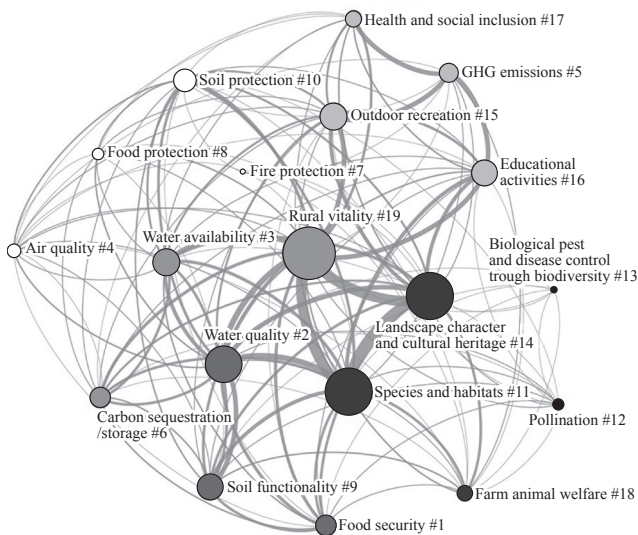 Health and social inclusion #17
GHG emissions #5
Soil protection #10
Outdoor recreation #15
Food protection #8
Fire protection #7
Educational
activities #16
Rural vitality #19
Water availability #3
Air quality #4
Biological pest
and disease control
trough biodiversity #13
Landscape character
and cultural heritage #14
Water quality #2
Species and habitats #11
Carbon sequestration
/storage #6
Pollination #12
Soil functionality #9
Farm animal welfare #18
Food security #1